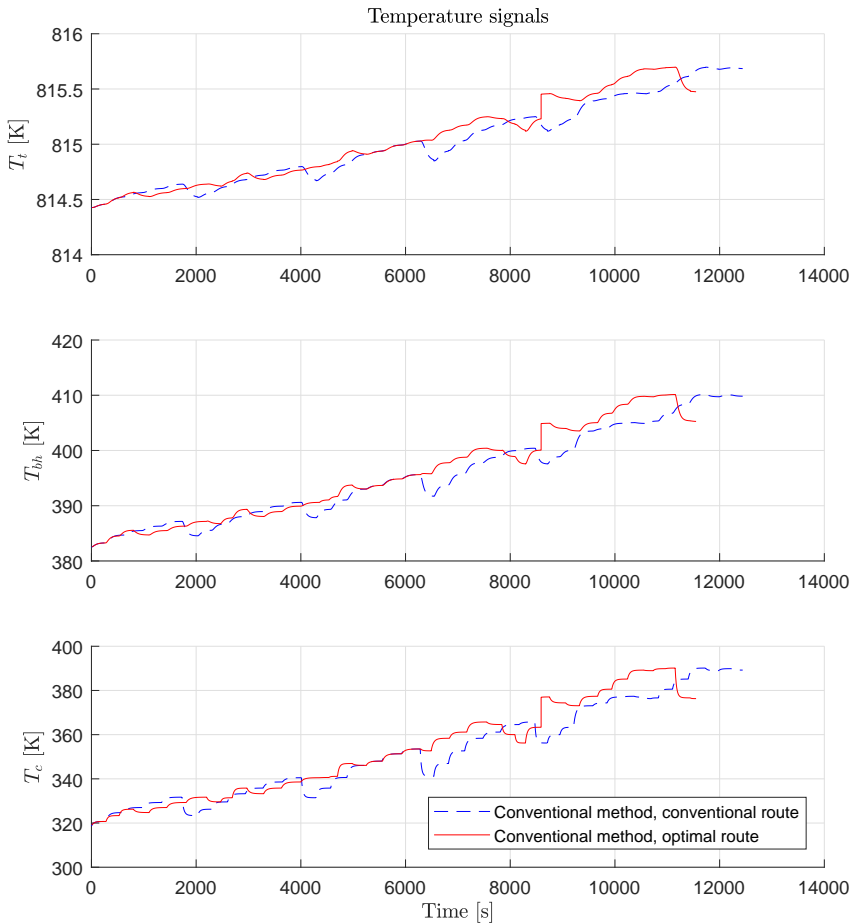 Temperature signals
816
815.5
815
814.5
814
T_t [K]
0 2000 4000 6000 8000 10000 12000 14000
420
410
400
390
380
T_bh [K]
0 2000 4000 6000 8000 10000 12000 14000
400
380
360
340
320
300
T_c [K]
Conventional method, conventional route
Conventional method, optimal route
0 2000 4000 6000 8000 10000 12000 14000
Time [s]